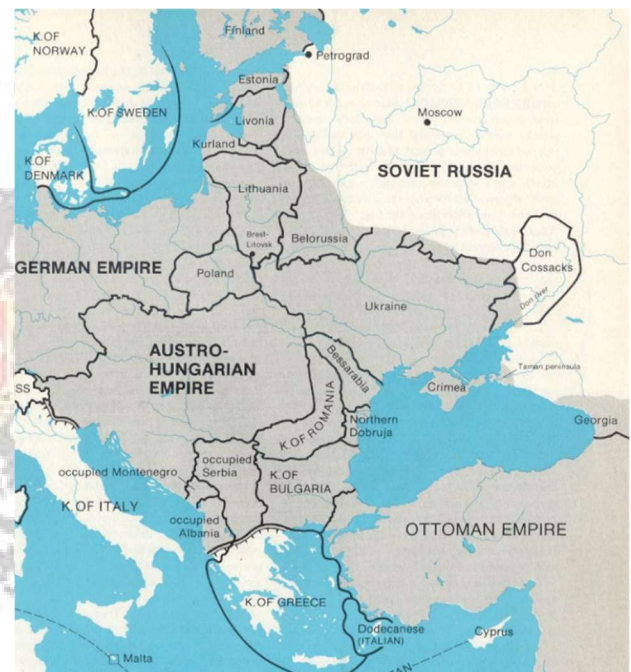 Finland
K.OF
NORWAY
Petrograd
Estonia
K.OF SWEDEN
Livonia
Moscow
Kurland
K.OF
DENMARK
SOVIET RUSSIA
Lithuania
Brest-
Litovsk
Belorussia
GERMAN EMPIRE
Poland
Don
Cossacks
Don river
Ukraine
AUSTRO-
HUNGARIAN
EMPIRE
Bessarabia
Taman peninsula
SS
Crimea
K.OF ROMANIA
Northern
Dobruja
Georgia
occupied
Serbia
occupied Montenegro
K.OF
BULGARIA
K.OF ITALY
occupied
Albania
OTTOMAN EMPIRE
K.OF GREECE
Dodecanese
(ITALIAN)
Cyprus
Malta